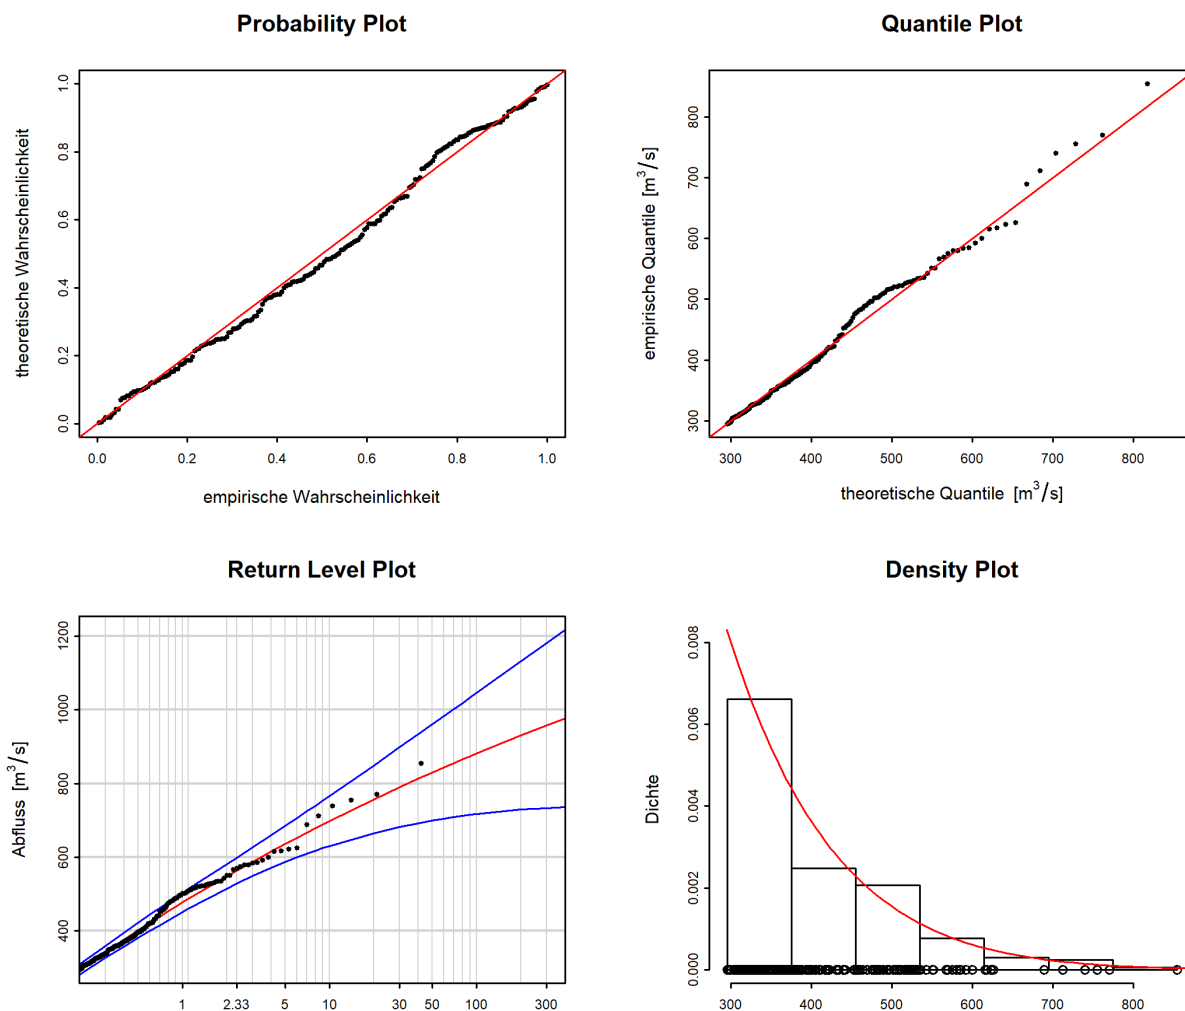 Probability Plot
theoretische Wahrscheinlichkeit
1.0
0.8
0.6
0.4
0.2
0.0
0.0 0.2 0.4 0.6 0.8 1.0
empirische Wahrscheinlichkeit
Quantile Plot
empirische Quantile [m³/s]
800
700
600
500
400
300
300 400 500 600 700 800
theoretische Quantile [m³/s]
Return Level Plot
Abfluss [m³/s]
1200
1000
800
600
400
1 2.33 5 10 30 50 100 300
Density Plot
Dichte
0.008
0.006
0.004
0.002
0.000
300 400 500 600 700 800